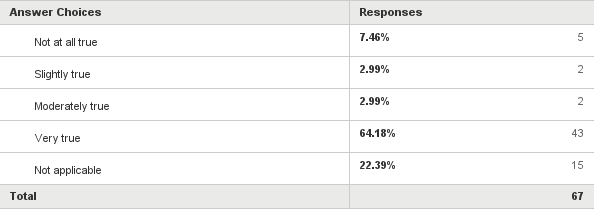 Answer Choices Responses
Not at all true 7.46% 5
Slightly true 2.99% 2
Moderately true 2.99% 2
Very true 64.18% 43
Not applicable 22.39% 15
Total 67